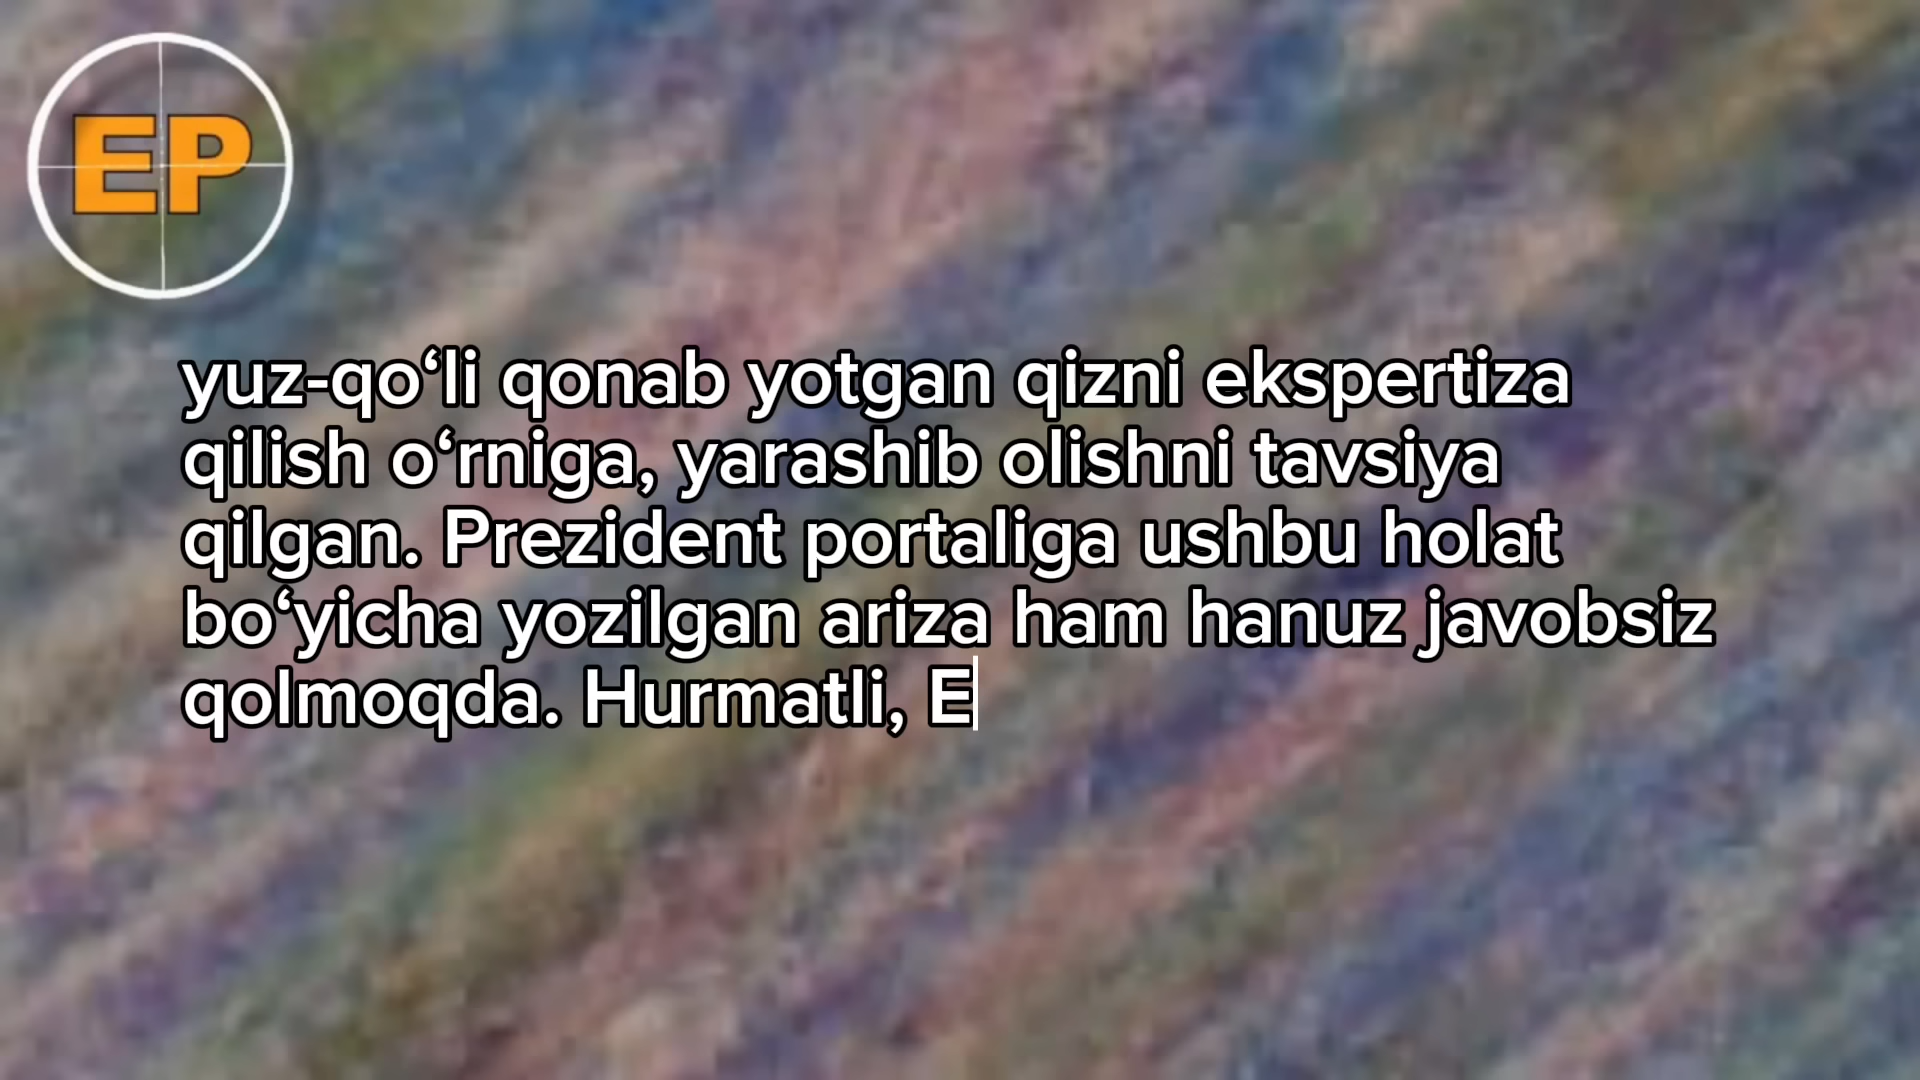 EP
yuz-qo‘li qonab yotgan qizni ekspertiza
qilish o‘rniga, yarashib olishni tavsiya
qilgan. Prezident portaliga ushbu holat
bo‘yicha yozilgan ariza ham hanuz javobsiz
qolmoqda. Hurmatli, E